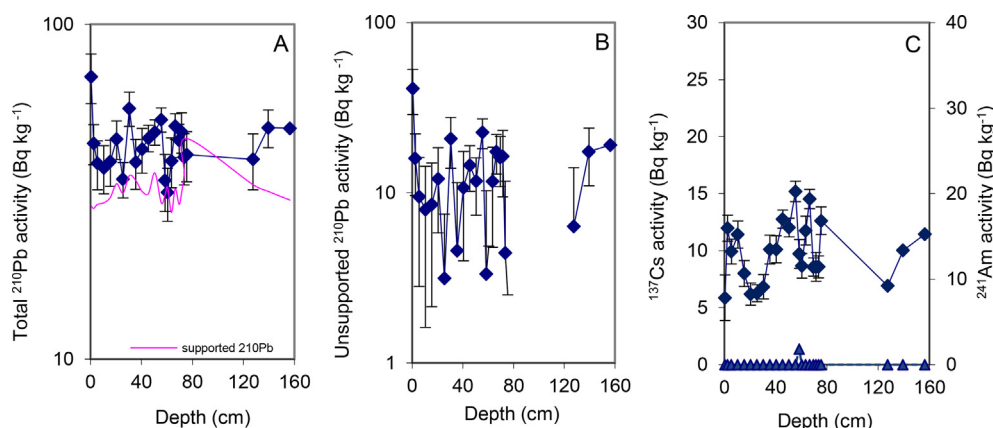 A
Total 210Pb activity (Bq kg-1)
100
10
supported 210Pb
0 40 80 120 160
Depth (cm)
B
Unsupported 210Pb activity (Bq kg -1)
100
10
1
0 40 80 120 160
Depth (cm)
C
137Cs activity (Bq kg-1)
30
25
20
15
10
5
0
0 40 80 120 160
Depth (cm)
40
30
20
10
0
241Am activity (Bq kg-1)